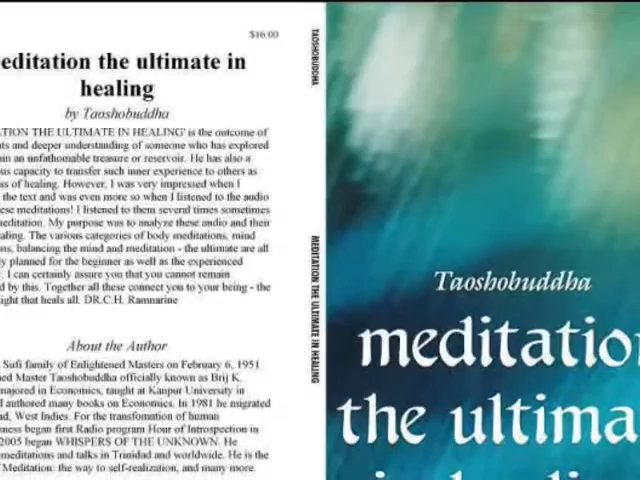 $16.00
editation the ultimate in
healing
by Taoshobuddha
TION THE ULTIMATE IN HEALING' is the outcome of
ts and deeper understanding of someone who has explored
in an unfathomable treasure or reservoir. He has also a
us capacity to transfer such inner experience to others as
ss of healing. However, I was very impressed when I
the text and was even more so when I listened to the audio
ese meditations! I listened to them several times sometimes
meditation. My purpose was to analyze these audio and their
aling. The various categories of body meditations, mind
ns, balancing the mind and meditation - the ultimate are all
ly planned for the beginner as well as the experienced
. I can certainly assure you that you cannot remain
d by this. Together all these connect you to your being - the
ight that heals all. DR.C.H. Ramnarine
About the Author
Sufi family of Enlightened Masters on February 6, 1951
ed Master Taoshobuddha officially known as Brij K.
majored in Economics, taught at Kanpur University in
d authored many books on Economics. In 1981 he migrated
d, West Indies. For the transfomation of human
ness began first Radio program Hour of Introspection in
2005 began WHISPERS OF THE UNKNOWN. He
meditations and talks in Trinidad and worldwide. He is the
Meditation: the way to self-realization, and many more.
TAOSHOBUDDHA
MEDITATION THE ULTIMATE IN HEALING
Taoshobuddha
meditation
the ultima